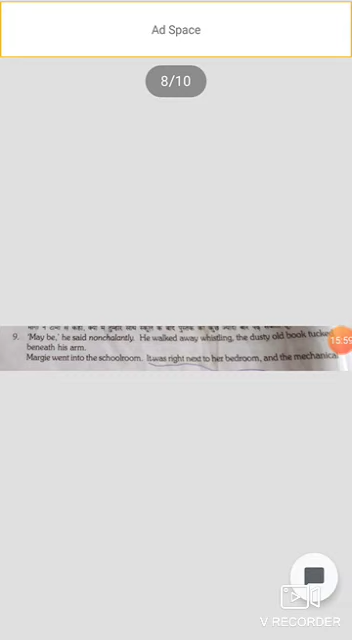 Ad Space
8/10
9. 'May be,' he said nonchalantly. He walked away whistling, the dusty old book tucked
15:59
beneath his arm.
Margie went into the schoolroom. It was right next to her bedroom, and the mechanical
V RECORDER